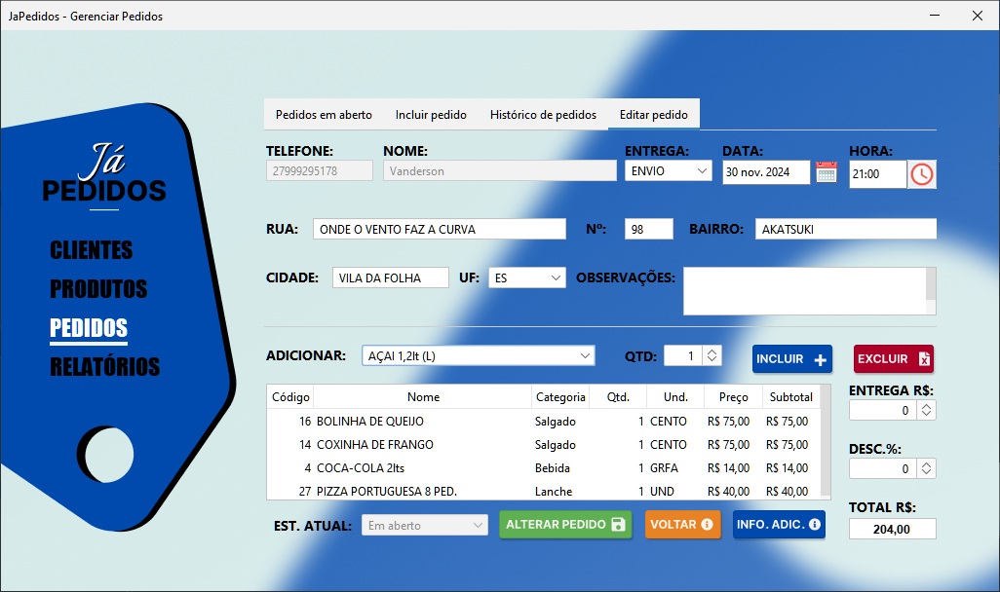 JaPedidos - Gerenciar Pedidos
Já
PEDIDOS
CLIENTES
PRODUTOS
PEDIDOS
RELATÓRIOS
Pedidos em aberto Incluir pedido Histórico de pedidos Editar pedido
TELEFONE: NOME: ENTREGA: DATA: HORA:
27999295178 Vanderson ENVIO 30 nov. 2024 21:00
RUA: ONDE O VENTO FAZ A CURVA Nº: 98 BAIRRO: AKATSUKI
CIDADE: VILA DA FOLHA UF: ES OBSERVAÇÕES:
ADICIONAR: AÇAI 1,2lt (L) QTD: 1 INCLUIR EXCLUIR
Código Nome Categoria Qtd. Und. Preço Subtotal
16 BOLINHA DE QUEIJO Salgado 1 CENTO R$ 75,00 R$ 75,00
14 COXINHA DE FRANGO Salgado 1 CENTO R$ 75,00 R$ 75,00
4 COCA-COLA 2lts Bebida 1 GRFA R$ 14,00 R$ 14,00
27 PIZZA PORTUGUESA 8 PED. Lanche 1 UND R$ 40,00 R$ 40,00
ENTREGA R$:
0
DESC.%:
0
TOTAL R$:
204,00
EST. ATUAL: Em aberto ALTERAR PEDIDO VOLTAR INFO. ADIC.